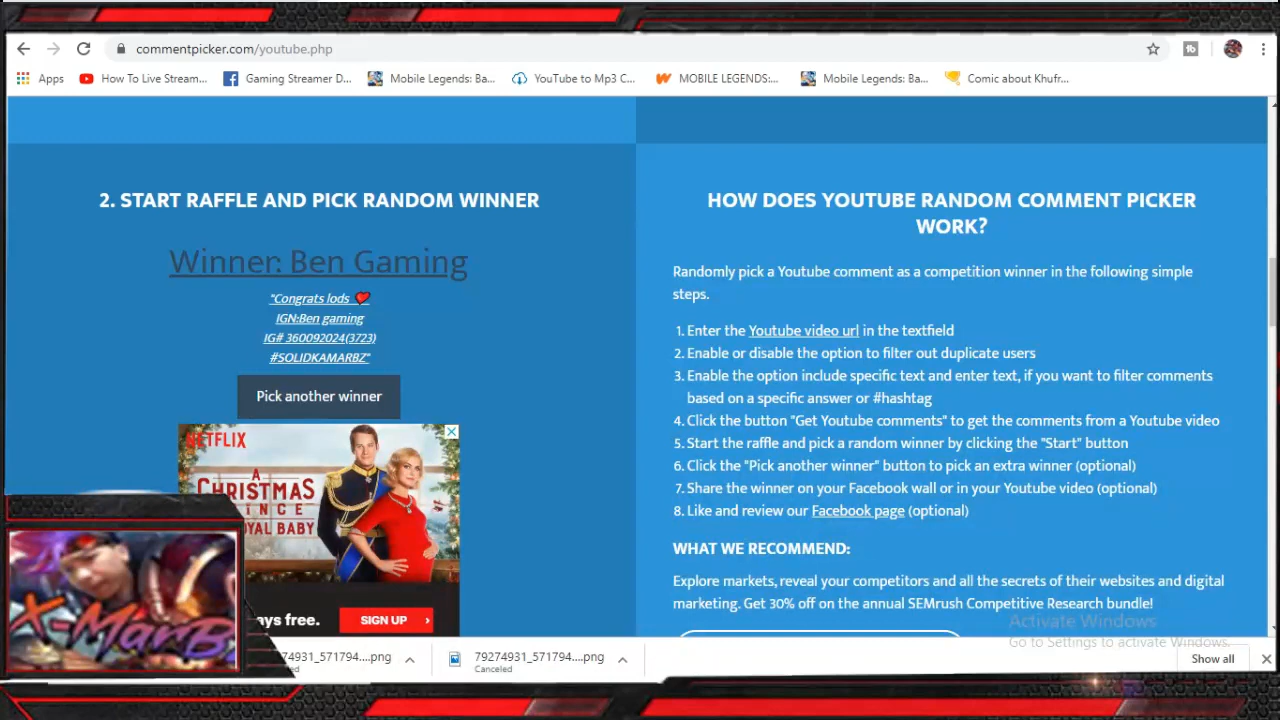 commentpicker.com/youtube.php
Apps
How To Live Stream...
Gaming Streamer D...
Mobile Legends: Ba...
YouTube to Mp3 C...
MOBILE LEGENDS:...
Mobile Legends: Ba...
Comic about Khufr...
2. START RAFFLE AND PICK RANDOM WINNER
Winner: Ben Gaming
"Congrats lods ❤
IGN:Ben gaming
IG# 360092024(3723)
#SOLIDKAMARBZ"
Pick another winner
NETFLIX
A
CHRISTMAS
INCE
OYAL BABY
ays free.
SIGN UP
X-MarB
HOW DOES YOUTUBE RANDOM COMMENT PICKER
WORK?
Randomly pick a Youtube comment as a competition winner in the following simple
steps.
1. Enter the Youtube video url in the textfield
2. Enable or disable the option to filter out duplicate users
3. Enable the option include specific text and enter text, if you want to filter comments
based on a specific answer or #hashtag
4. Click the button "Get Youtube comments" to get the comments from a Youtube video
5. Start the raffle and pick a random winner by clicking the "Start" button
6. Click the "Pick another winner" button to pick an extra winner (optional)
7. Share the winner on your Facebook wall or in your Youtube video (optional)
8. Like and review our Facebook page (optional)
WHAT WE RECOMMEND:
Explore markets, reveal your competitors and all the secrets of their websites and digital
marketing. Get 30% off on the annual SEMrush Competitive Research bundle!
Activate Windows
Go to Settings to activate Windows.
74931_571794....png
79274931_571794....png
Canceled
Show all